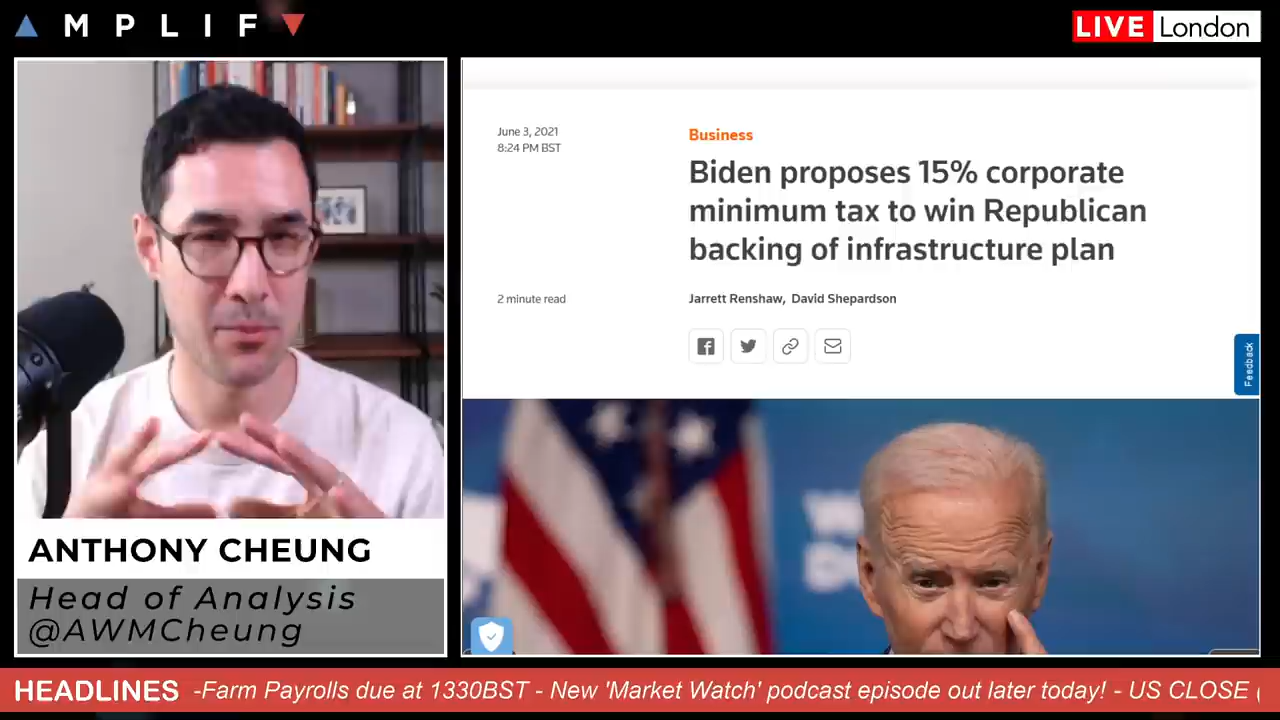 AMPLIFY
LIVE London
June 3, 2021
8:24 PM BST
Business
Biden proposes 15% corporate
minimum tax to win Republican
backing of infrastructure plan
2 minute read
Jarrett Renshaw, David Shepardson
Feedback
ANTHONY CHEUNG
Head of Analysis
@AWMCheung
HEADLINES -Farm Payrolls due at 1330BST - New 'Market Watch' podcast episode out later today! - US CLOSE (